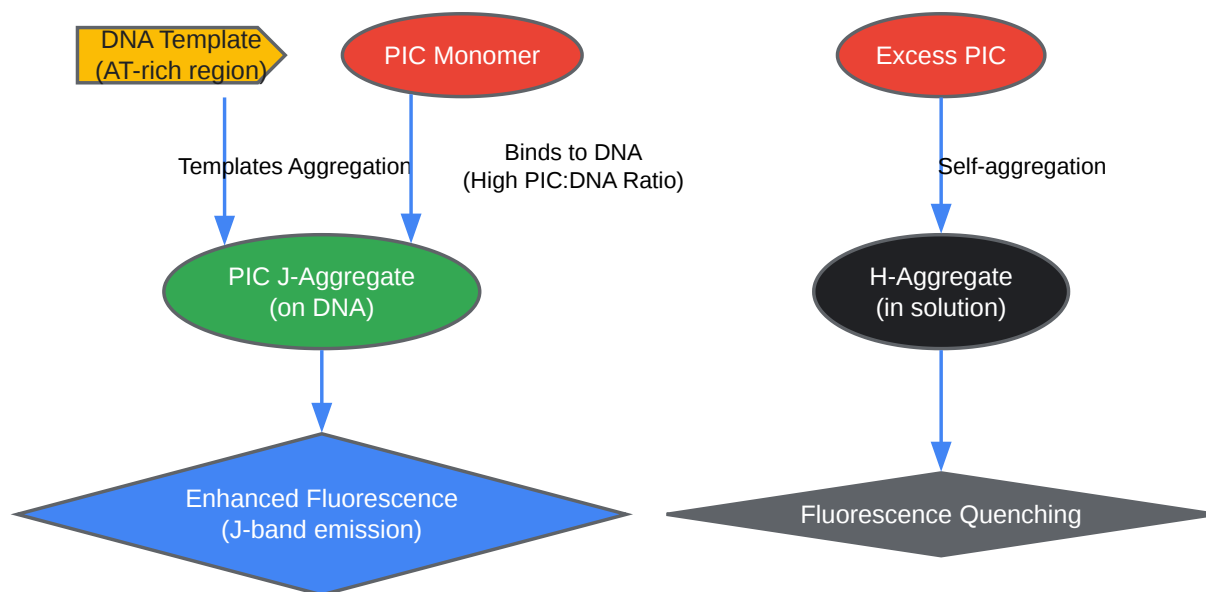 DNA Template
(AT-rich region)
PIC Monomer
Excess PIC
Templates Aggregation
Binds to DNA
(High PIC:DNA Ratio)
Self-aggregation
PIC J-Aggregate
(on DNA)
H-Aggregate
(in solution)
Enhanced Fluorescence
(J-band emission)
Fluorescence Quenching